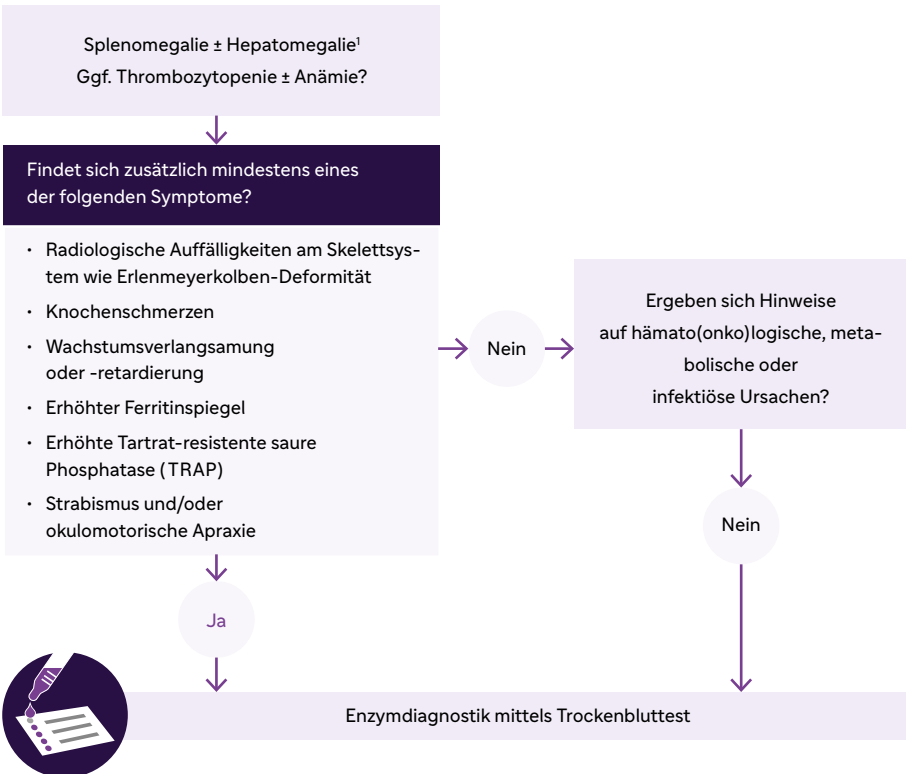 Splenomegalie ± Hepatomegalie¹
Ggf. Thrombozytopenie ± Anämie?
Findet sich zusätzlich mindestens eines
der folgenden Symptome?
• Radiologische Auffälligkeiten am Skelettsys-
tem wie Erlenmeyerkolben-Deformität
• Knochenschmerzen
• Wachstumsverlangsamung
oder -retardierung
• Erhöhter Ferritinspiegel
• Erhöhte Tartrat-resistente saure
Phosphatase (TRAP)
• Strabismus und/oder
okulomotorische Apraxie
Nein
Ergeben sich Hinweise
auf hämato(onko)logische, meta-
bolische oder
infektiöse Ursachen?
Nein
Ja
Enzymdiagnostik mittels Trockenbluttest